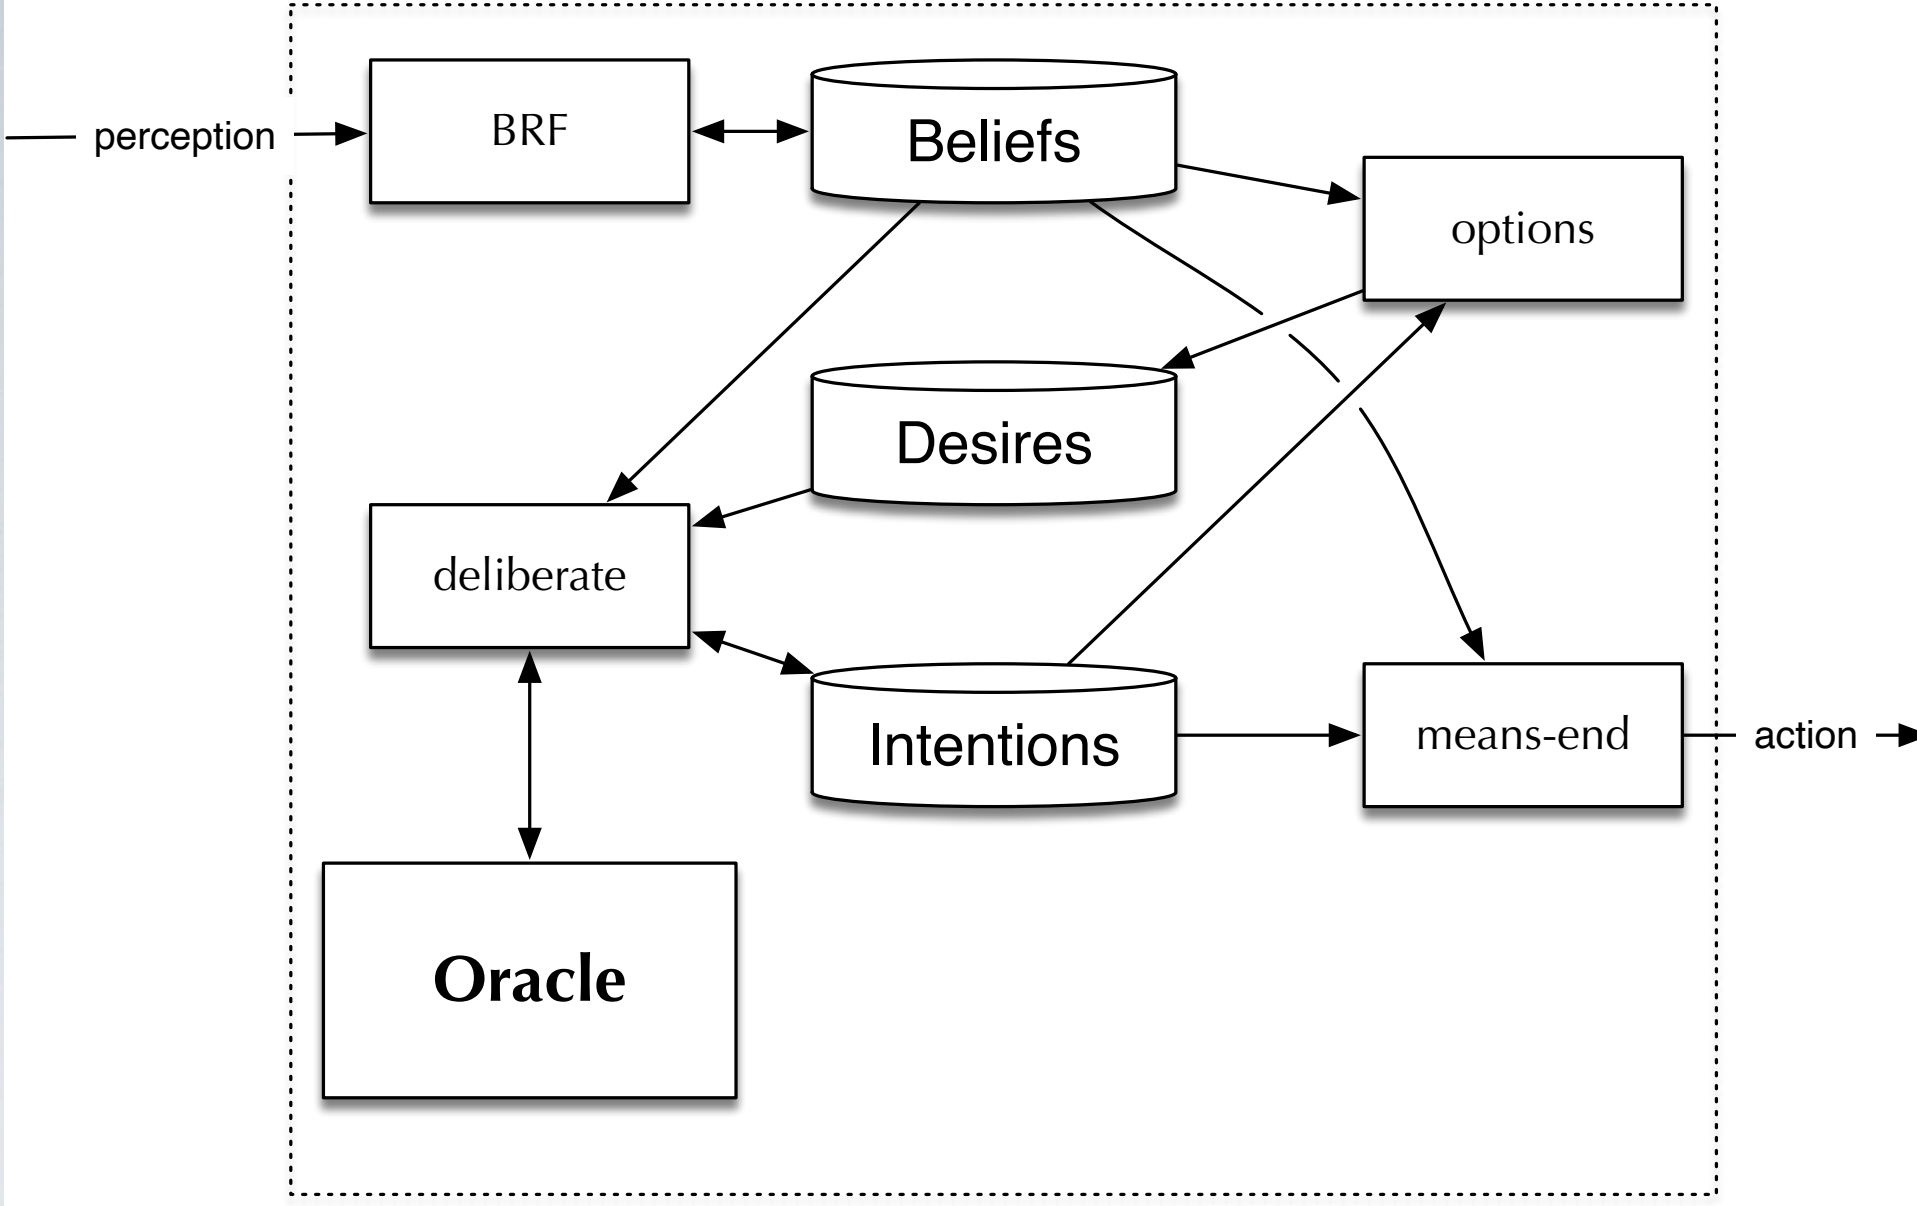 perception
BRF
Beliefs
options
Desires
deliberate
Intentions
means-end
action
Oracle